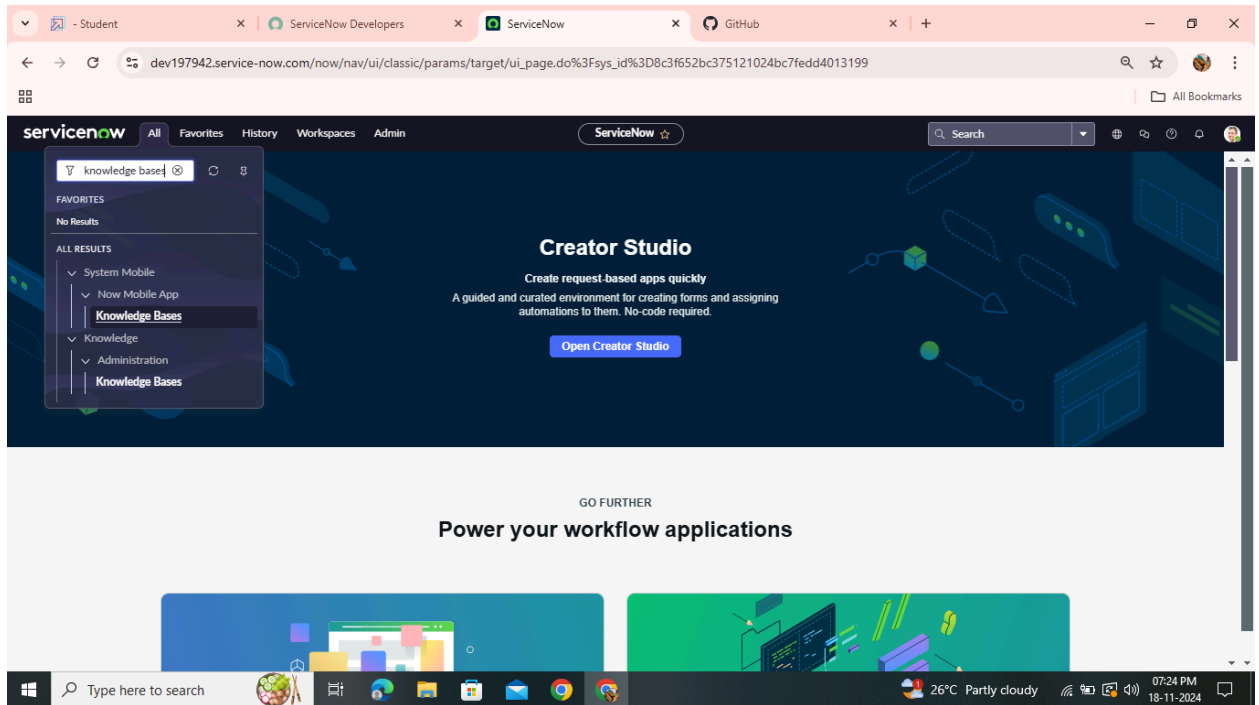 - Student
ServiceNow Developers
ServiceNow
GitHub
dev197942.service-now.com/now/nav/ui/classic/params/target/ui_page.do%3Fsys_id%3D8c3f652bc375121024bc7fedd4013199
All Bookmarks
servicenow All Favorites History Workspaces Admin
ServiceNow
Search
knowledge bases
FAVORITES
No Results
ALL RESULTS
System Mobile
Now Mobile App
Knowledge Bases
Knowledge
Administration
Knowledge Bases
Creator Studio
Create request-based apps quickly
A guided and curated environment for creating forms and assigning
automations to them. No-code required.
Open Creator Studio
GO FURTHER
Power your workflow applications
Type here to search
26°C Partly cloudy
07:24 PM
18-11-2024